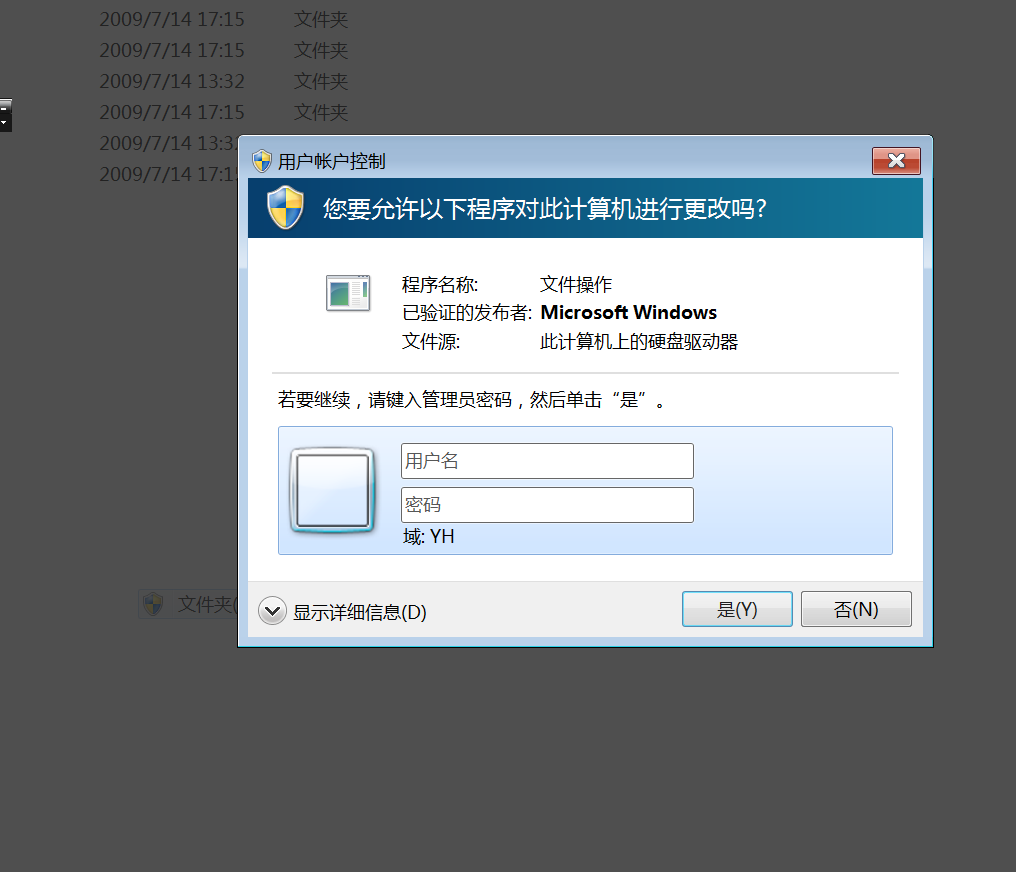 2009/7/14 17:15 文件夹
2009/7/14 17:15 文件夹
2009/7/14 13:32 文件夹
2009/7/14 17:15 文件夹
2009/7/14 13:3
2009/7/14 17:1
用户帐户控制
您要允许以下程序对此计算机进行更改吗?
程序名称: 文件操作
已验证的发布者: Microsoft Windows
文件源: 此计算机上的硬盘驱动器
若要继续，请键入管理员密码，然后单击“是”。
用户名
密码
域: YH
文件夹(
显示详细信息(D)
是(Y)
否(N)